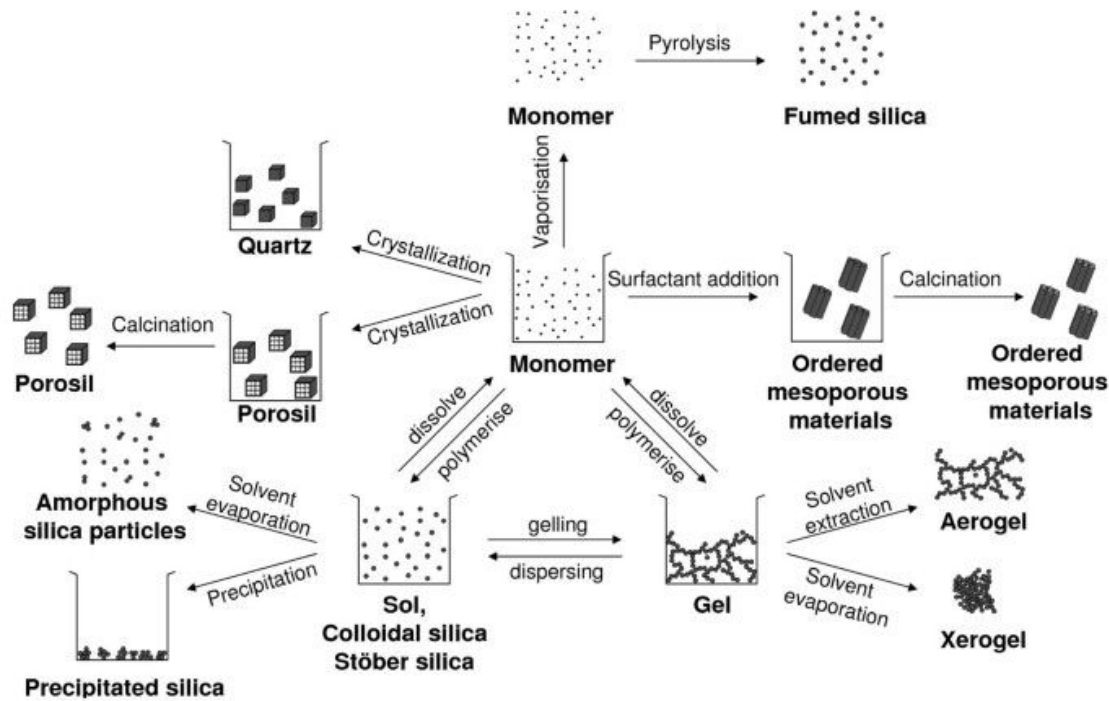 Pyrolysis
Monomer
Fumed silica
Vaporisation
Quartz
Crystallization
Crystallization
Surfactant addition
Calcination
Calcination
Porosil
Porosil
Monomer
Ordered
mesoporous
materials
Ordered
mesoporous
materials
dissolve
polymerise
dissolve
polymerise
Amorphous
silica particles
Solvent
evaporation
Precipitation
gelling
dispersing
Solvent
extraction
Aerogel
Solvent
evaporation
Xerogel
Sol,
Colloidal silica
Stöber silica
Gel
Precipitated silica